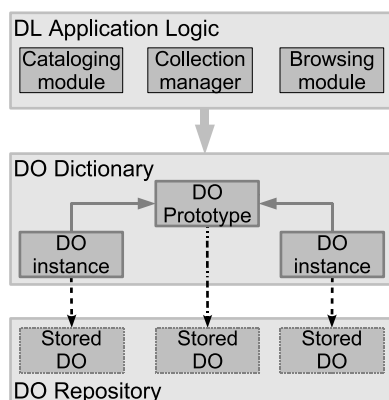 DL Application Logic
Cataloging module
Collection manager
Browsing module
DO Dictionary
DO Prototype
DO instance
DO instance
Stored DO
Stored DO
Stored DO
DO Repository